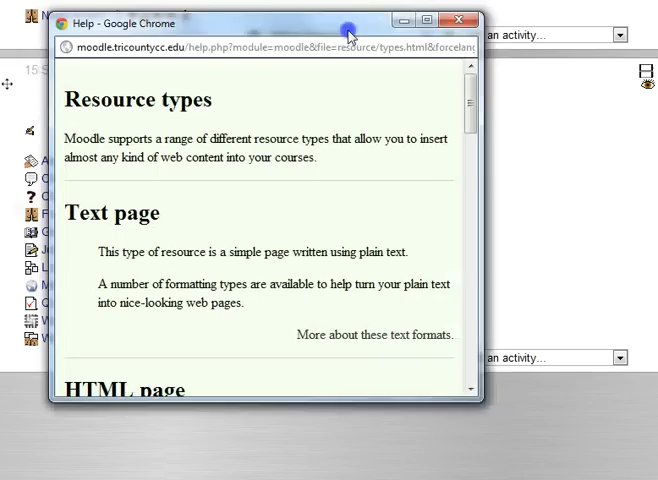 Help - Google Chrome
moodle.tricountycc.edu/help.php?module=moodle&file=resource/types.html&forcelang
Resource types
Moodle supports a range of different resource types that allow you to insert
almost any kind of web content into your courses.
Text page
This type of resource is a simple page written using plain text.
A number of formatting types are available to help turn your plain text
into nice-looking web pages.
More about these text formats.
HTML page
an activity...
15
an activity...